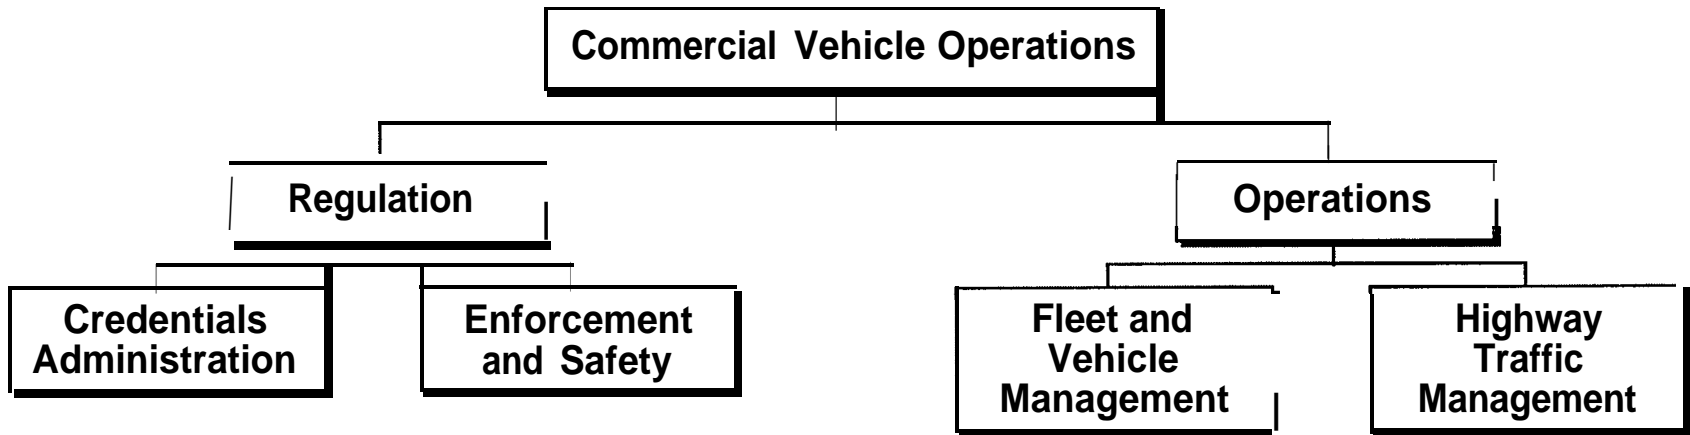 Commercial Vehicle Operations
Regulation
Operations
Credentials
Administration
Enforcement
and Safety
Fleet and
Vehicle
Management
Highway
Traffic
Management